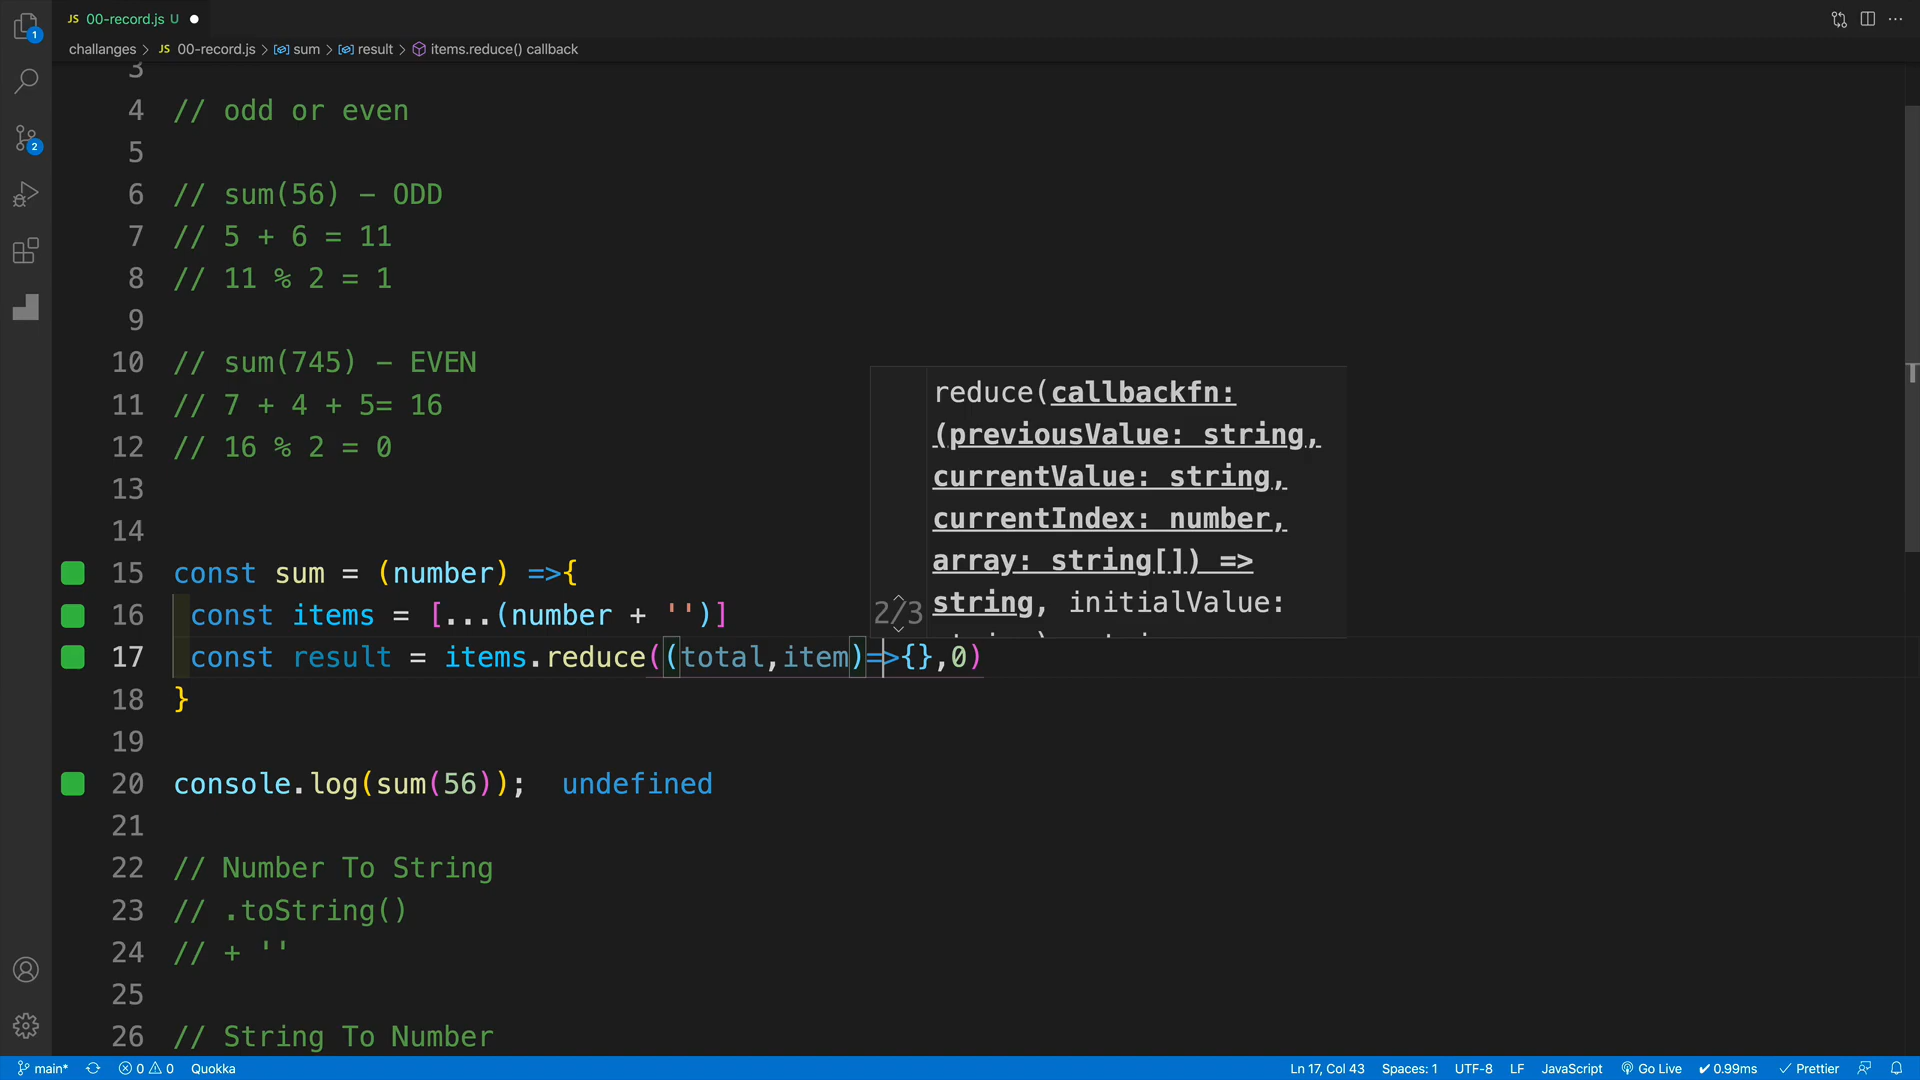 JS 00-record.js U ●
challanges > JS 00-record.js > sum > result > items.reduce() callback
1
2
3
4 // odd or even
5
6 // sum(56) – ODD
7 // 5 + 6 = 11
8 // 11 % 2 = 1
9
10 // sum(745) – EVEN
11 // 7 + 4 + 5= 16
12 // 16 % 2 = 0
13
14
reduce(callbackfn:
(previousValue: string,
currentValue: string,
currentIndex: number,
array: string[]) =>
2/3 string, initialValue:
15 const sum = (number) =>{
16 const items = [...(number + '')]
17 const result = items.reduce((total,item)=>{},0)
18 }
19
20 console.log(sum(56)); undefined
21
22 // Number To String
23 // .toString()
24 // + ''
25
26 // String To Number
main* 0 0 Quokka Ln 17, Col 43 Spaces: 1 UTF-8 LF JavaScript Go Live ✔ 0.99ms ✓ Prettier